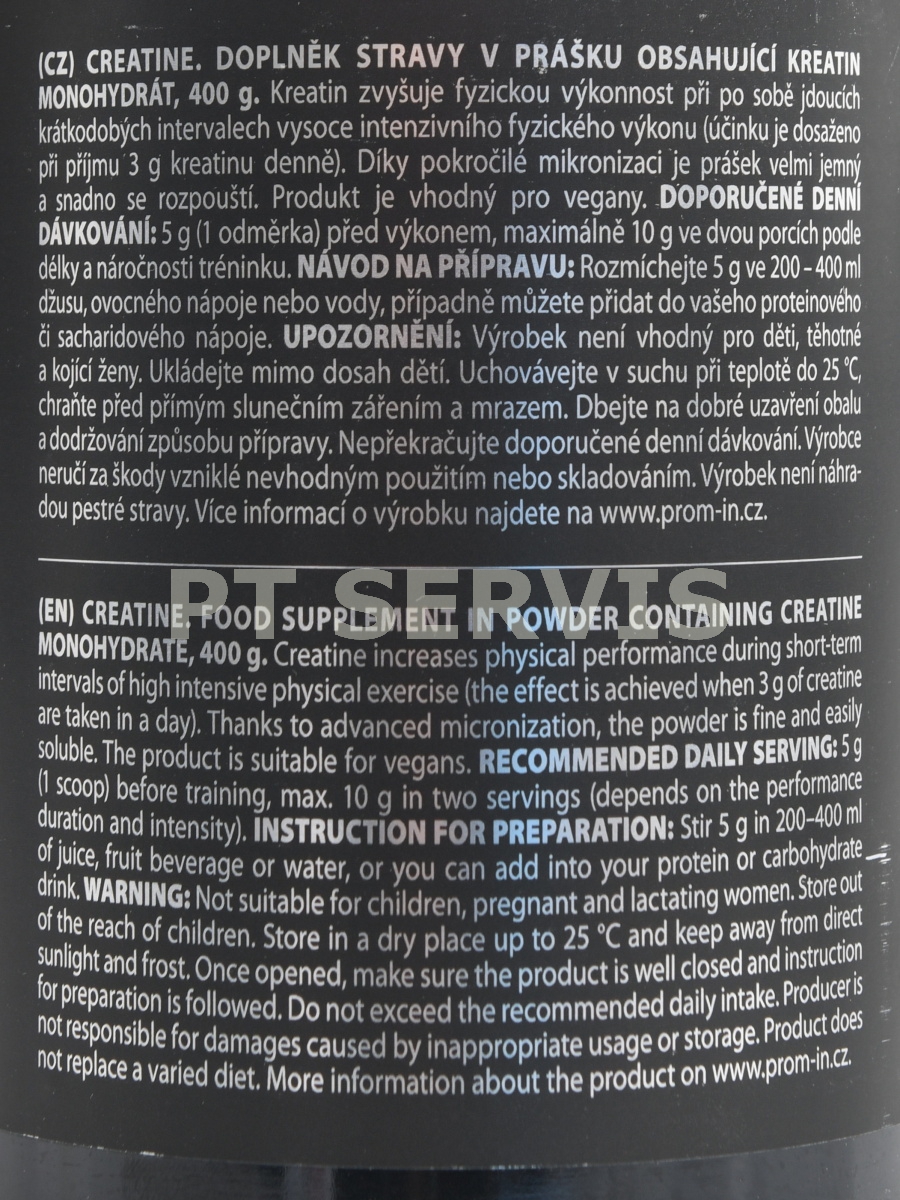 (CZ) CREATINE. DOPLNĚK STRAVY V PRÁŠKU OBSAHUJÍCÍ KREATIN
MONOHYDRÁT, 400 g. Kreatin zvyšuje fyzickou výkonnost při po sobě jdoucích
krátkodobých intervalech vysoce intenzivního fyzického výkonu (účinku je dosaženo
při příjmu 3 g kreatinu denně). Díky pokročilé mikronizaci je prášek velmi jemný
a snadno se rozpouští. Produkt je vhodný pro vegany. DOPORUČENÉ DENNÍ
DÁVKOVÁNÍ: 5 g (1 odměrka) před výkonem, maximálně 10 g ve dvou porcích podle
délky a náročnosti tréninku. NÁVOD NA PŘÍPRAVU: Rozmíchejte 5 g ve 200 – 400 ml
džusu, ovocného nápoje nebo vody, případně můžete přidat do vašeho proteinového
či sacharidového nápoje. UPOZORNĚNÍ: Výrobek není vhodný pro děti, těhotné
a kojící ženy. Ukládejte mimo dosah dětí. Uchovávejte v suchu při teplotě do 25 °C,
chraňte před přímým slunečním zářením a mrazem. Dbejte na dobré uzavření obalu
a dodržování způsobu přípravy. Nepřekračujte doporučené denní dávkování. Výrobce
neručí za škody vzniklé nevhodným použitím nebo skladováním. Výrobek není náhra-
dou pestré stravy. Více informací o výrobku najdete na www.prom-in.cz.
PT SERVIS
(EN) CREATINE. FOOD SUPPLEMENT IN POWDER CONTAINING CREATINE
MONOHYDRATE, 400 g. Creatine increases physical performance during short-term
intervals of high intensive physical exercise (the effect is achieved when 3 g of creatine
are taken in a day). Thanks to advanced micronization, the powder is fine and easily
soluble. The product is suitable for vegans. RECOMMENDED DAILY SERVING: 5 g
(1 scoop) before training, max. 10 g in two servings (depends on the performance
duration and intensity). INSTRUCTION FOR PREPARATION: Stir 5 g in 200–400 ml
of juice, fruit beverage or water, or you can add into your protein or carbohydrate
drink. WARNING: Not suitable for children, pregnant and lactating women. Store out
of the reach of children. Store in a dry place up to 25 °C and keep away from direct
sunlight and frost. Once opened, make sure the product is well closed and instruction
for preparation is followed. Do not exceed the recommended daily intake. Producer is
not responsible for damages caused by inappropriate usage or storage. Product does
not replace a varied diet. More information about the product on www.prom-in.cz.